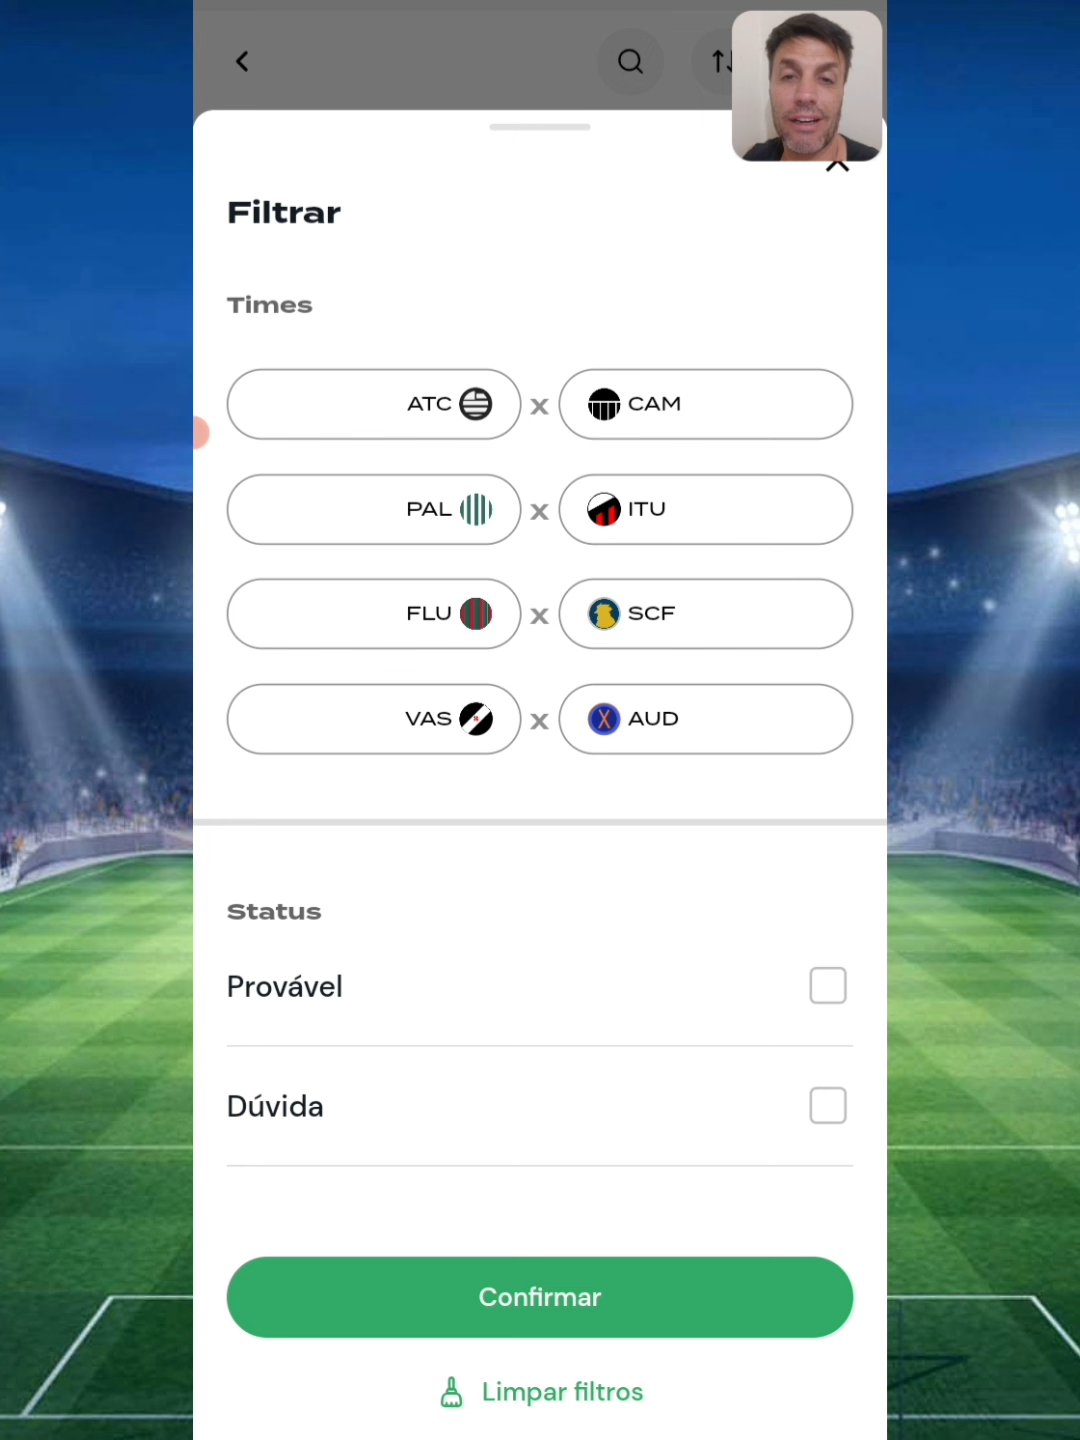 Filtrar
Times
ATC x CAM
PAL x ITU
FLU x SCF
VAS x AUD
Status
Provável
Dúvida
Confirmar
Limpar filtros